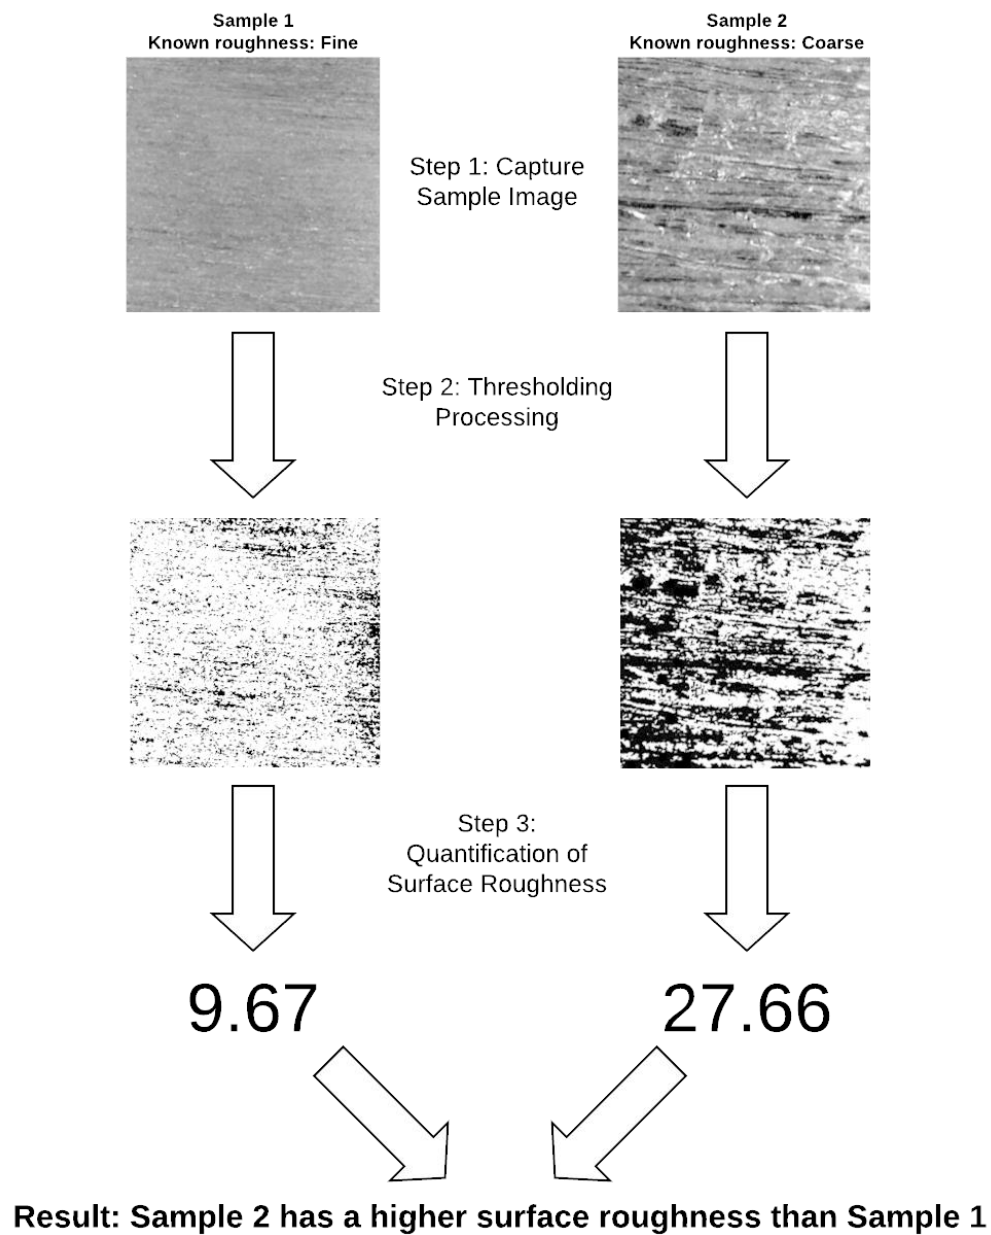 Sample 1
Known roughness: Fine
Sample 2
Known roughness: Coarse
Step 1: Capture
Sample Image
Step 2: Thresholding
Processing
Step 3:
Quantification of
Surface Roughness
9.67
27.66
Result: Sample 2 has a higher surface roughness than Sample 1